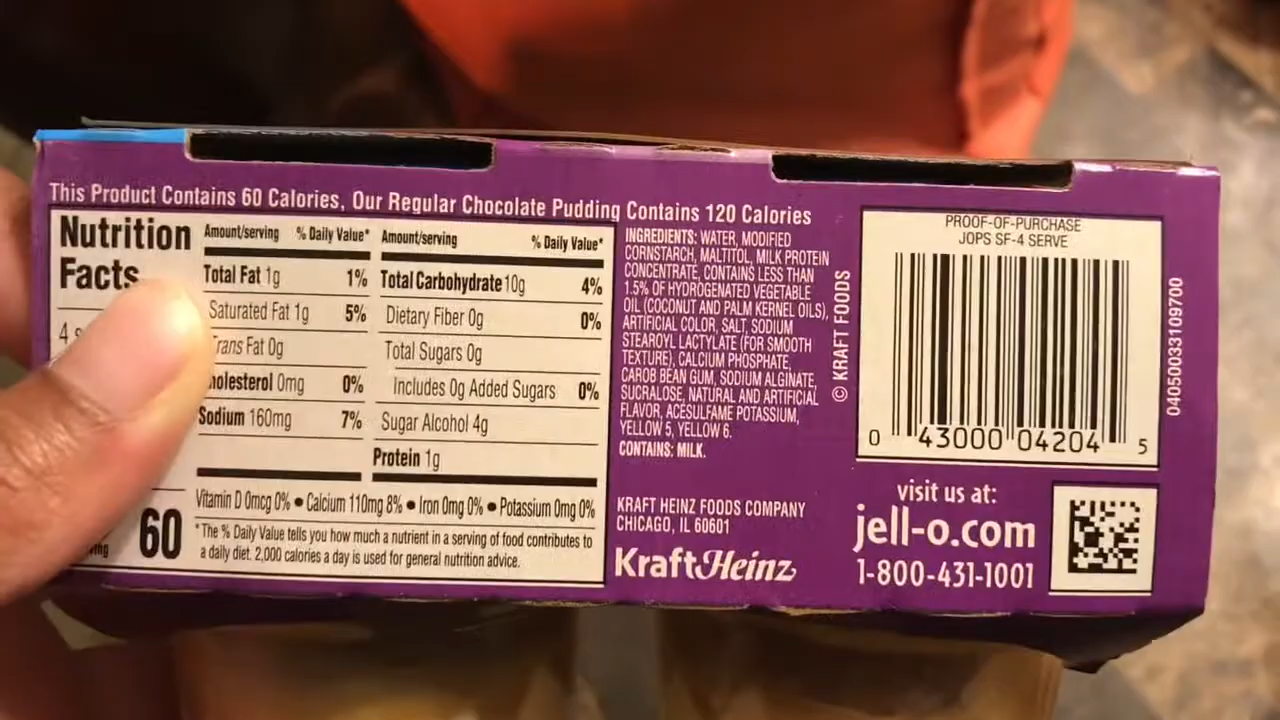 This Product Contains 60 Calories, Our Regular Chocolate Pudding Contains 120 Calories
Nutrition
Facts
4
60
Amount/serving % Daily Value*
Total Fat 1g 1%
Saturated Fat 1g 5%
Trans Fat 0g
Cholesterol 0mg 0%
Sodium 160mg 7%
Amount/serving % Daily Value*
Total Carbohydrate 10g 4%
Dietary Fiber 0g 0%
Total Sugars 0g
Includes 0g Added Sugars 0%
Sugar Alcohol 4g
Protein 1g
Vitamin D 0mcg 0% ● Calcium 110mg 8% ● Iron 0mg 0% ● Potassium 0mg 0%
*The % Daily Value tells you how much a nutrient in a serving of food contributes to
a daily diet. 2,000 calories a day is used for general nutrition advice.
INGREDIENTS: WATER, MODIFIED
CORNSTARCH, MALTITOL, MILK PROTEIN
CONCENTRATE, CONTAINS LESS THAN
1.5% OF HYDROGENATED VEGETABLE
OIL (COCONUT AND PALM KERNEL OILS),
ARTIFICIAL COLOR, SALT, SODIUM
STEAROYL LACTYLATE (FOR SMOOTH
TEXTURE), CALCIUM PHOSPHATE,
CAROB BEAN GUM, SODIUM ALGINATE,
SUCRALOSE, NATURAL AND ARTIFICIAL
FLAVOR, ACESULFAME POTASSIUM,
YELLOW 5, YELLOW 6.
CONTAINS: MILK.
KRAFT HEINZ FOODS COMPANY
CHICAGO, IL 60601
KraftHeinz
© KRAFT FOODS
PROOF-OF-PURCHASE
JOPS SF-4 SERVE
0 43000 04204 5
04050033109700
visit us at:
jell-o.com
1-800-431-1001